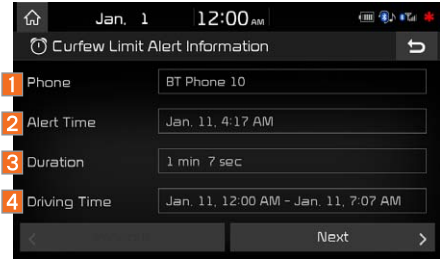 Jan. 1 12:00 AM
Curfew Limit Alert Information
1 Phone BT Phone 10
2 Alert Time Jan. 11, 4:17 AM
3 Duration 1 min 7 sec
4 Driving Time Jan. 11, 12:00 AM - Jan. 11, 7:07 AM
< Next >